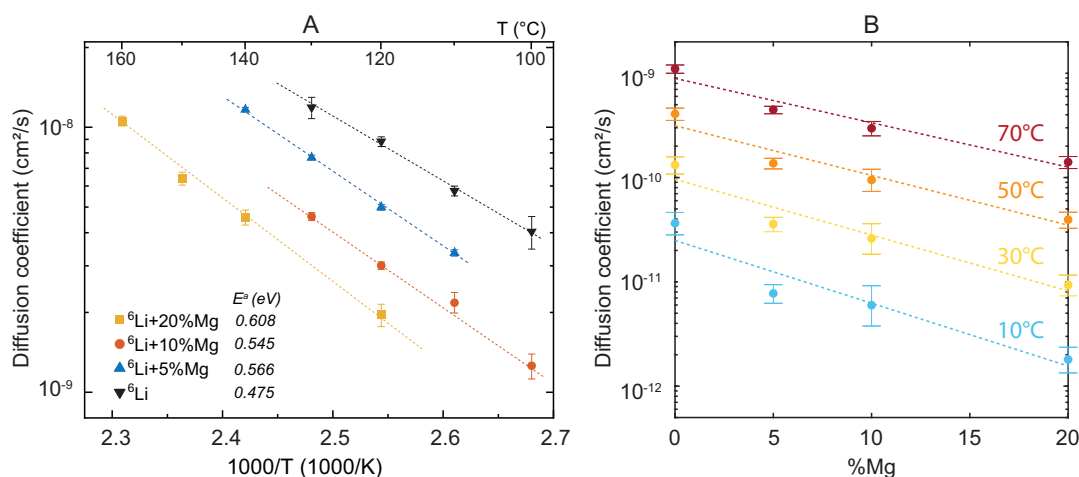 A
T (°C)
160
140
120
100
10⁻⁸
10⁻⁹
Diffusion coefficient (cm²/s)
Eᵃ (eV)
⁶Li+20%Mg 0.608
⁶Li+10%Mg 0.545
⁶Li+5%Mg 0.566
⁶Li 0.475
2.3
2.4
2.5
2.6
2.7
1000/T (1000/K)
B
10⁻⁹
10⁻¹⁰
10⁻¹¹
10⁻¹²
Diffusion coefficient (cm²/s)
70°C
50°C
30°C
10°C
0
5
10
15
20
%Mg